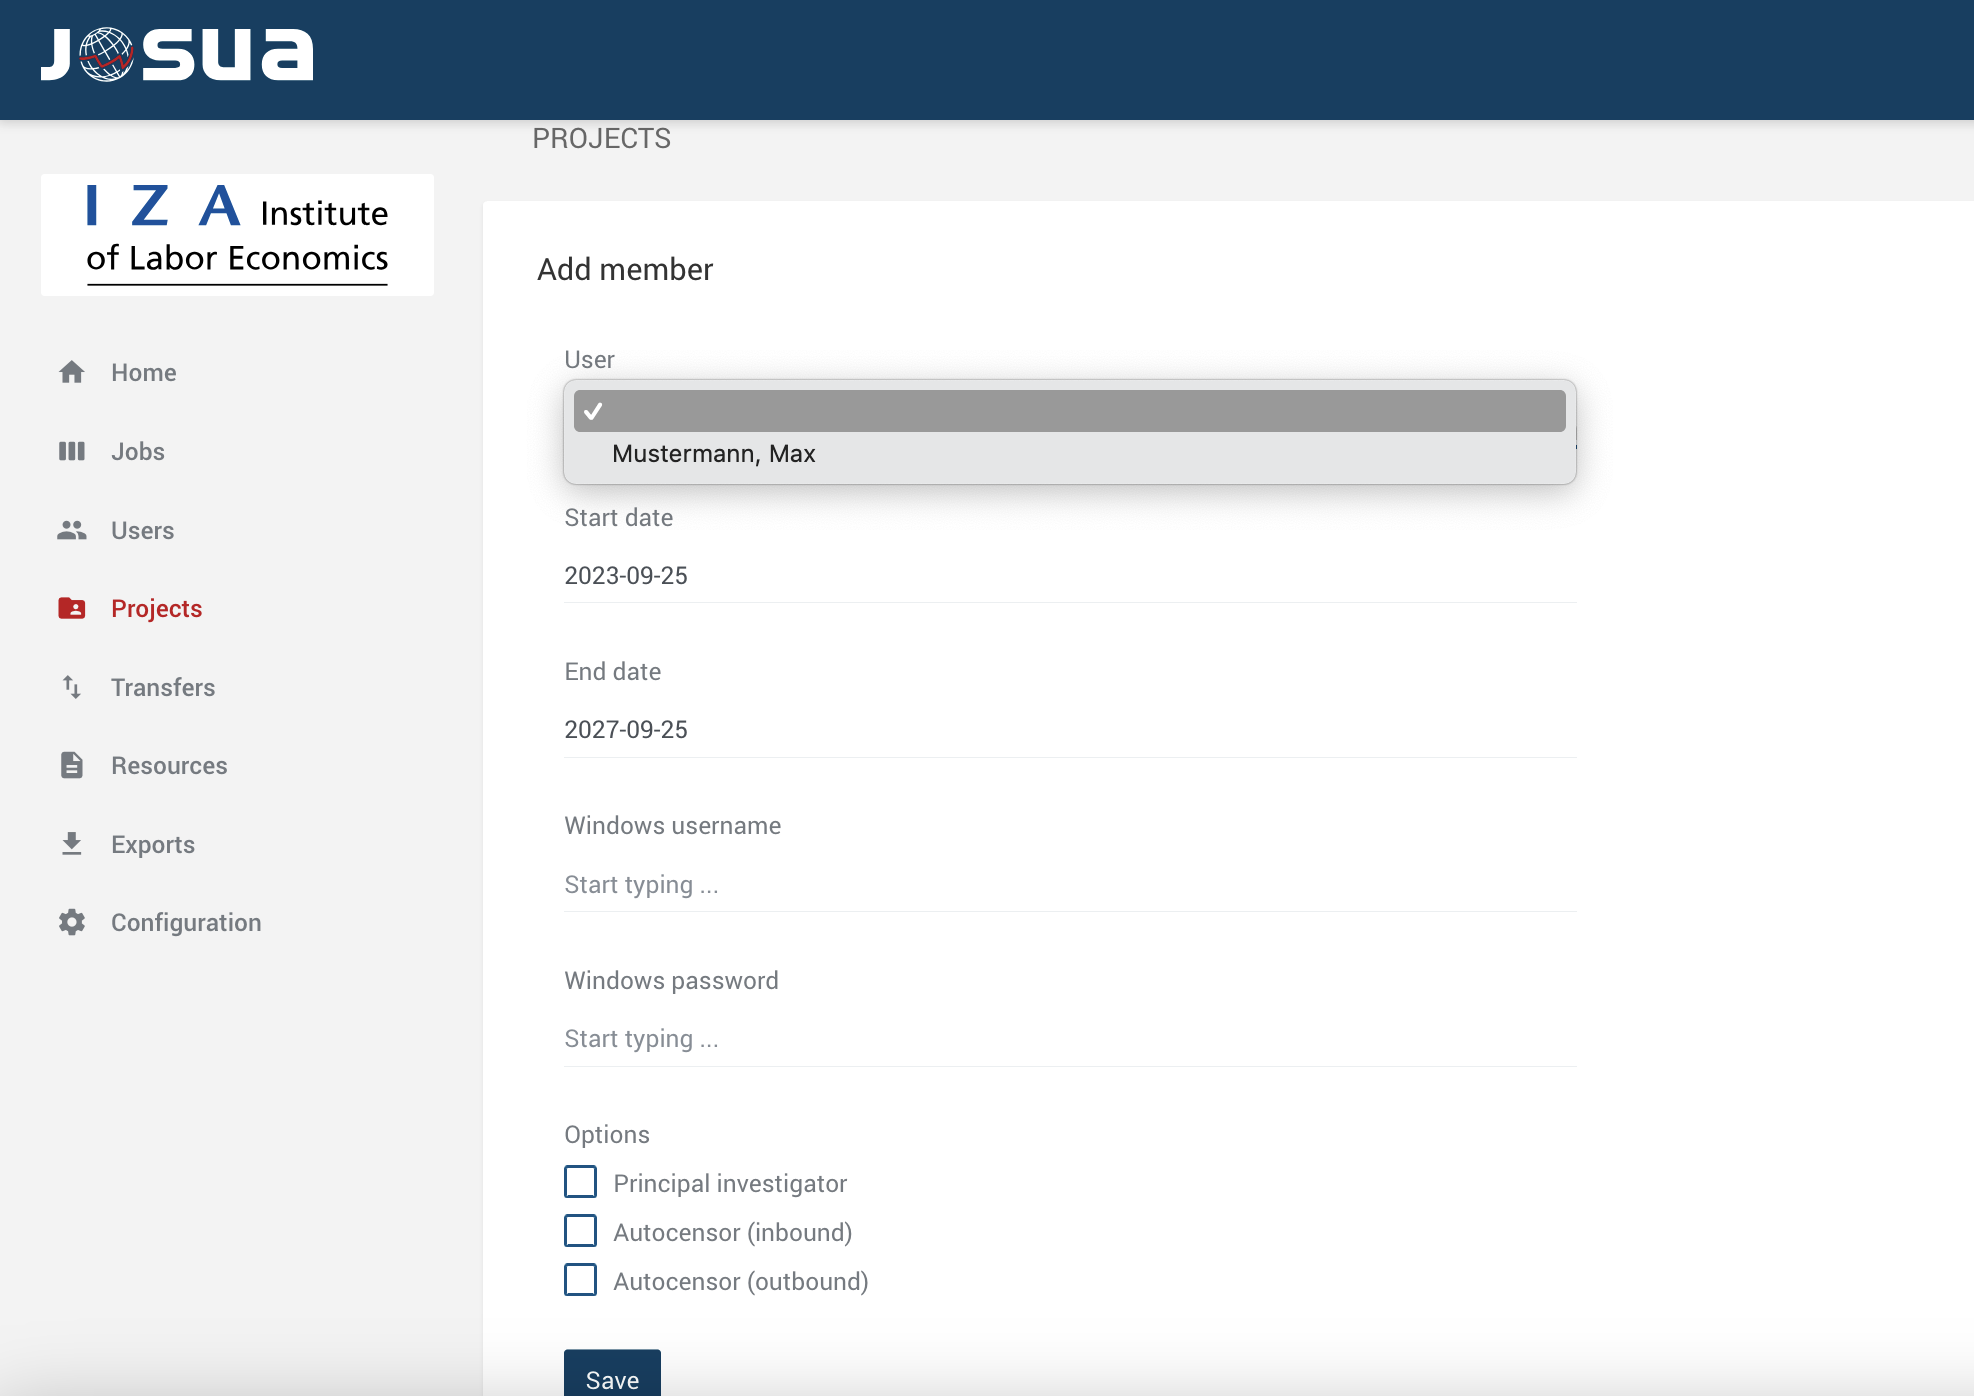 JOSUA
PROJECTS
IZA Institute
of Labor Economics
Home
Jobs
Users
Projects
Transfers
Resources
Exports
Configuration
Add member
User
Mustermann, Max
Start date
2023-09-25
End date
2027-09-25
Windows username
Start typing ...
Windows password
Start typing ...
Options
Principal investigator
Autocensor (inbound)
Autocensor (outbound)
Save